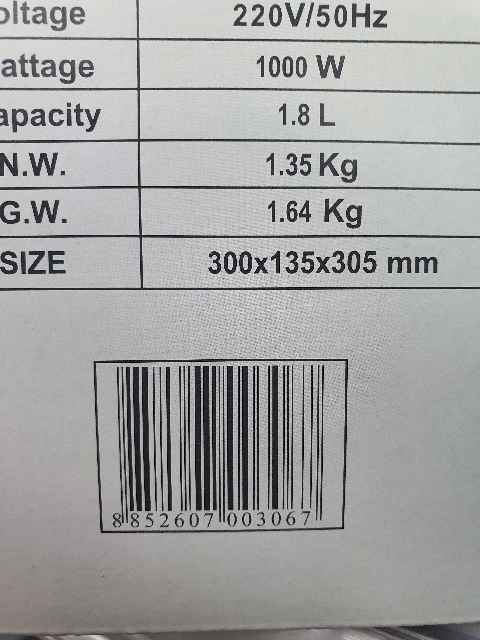 oltage 220V/50Hz
attage 1000 W
apacity 1.8 L
N.W. 1.35 Kg
G.W. 1.64 Kg
SIZE 300x135x305 mm
8 852607 003067